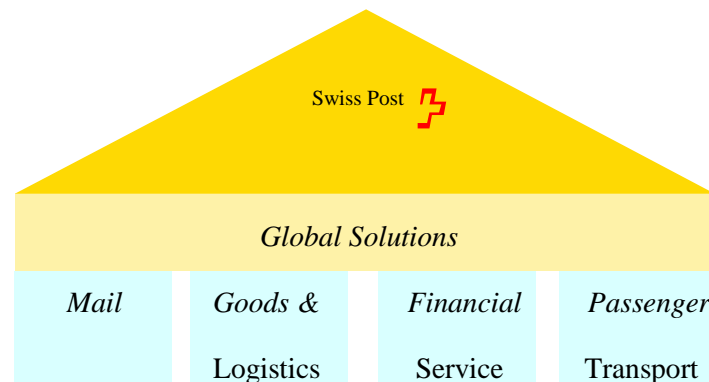 Swiss Post
Global Solutions
Mail Goods & Financial Passenger
Logistics Service Transport